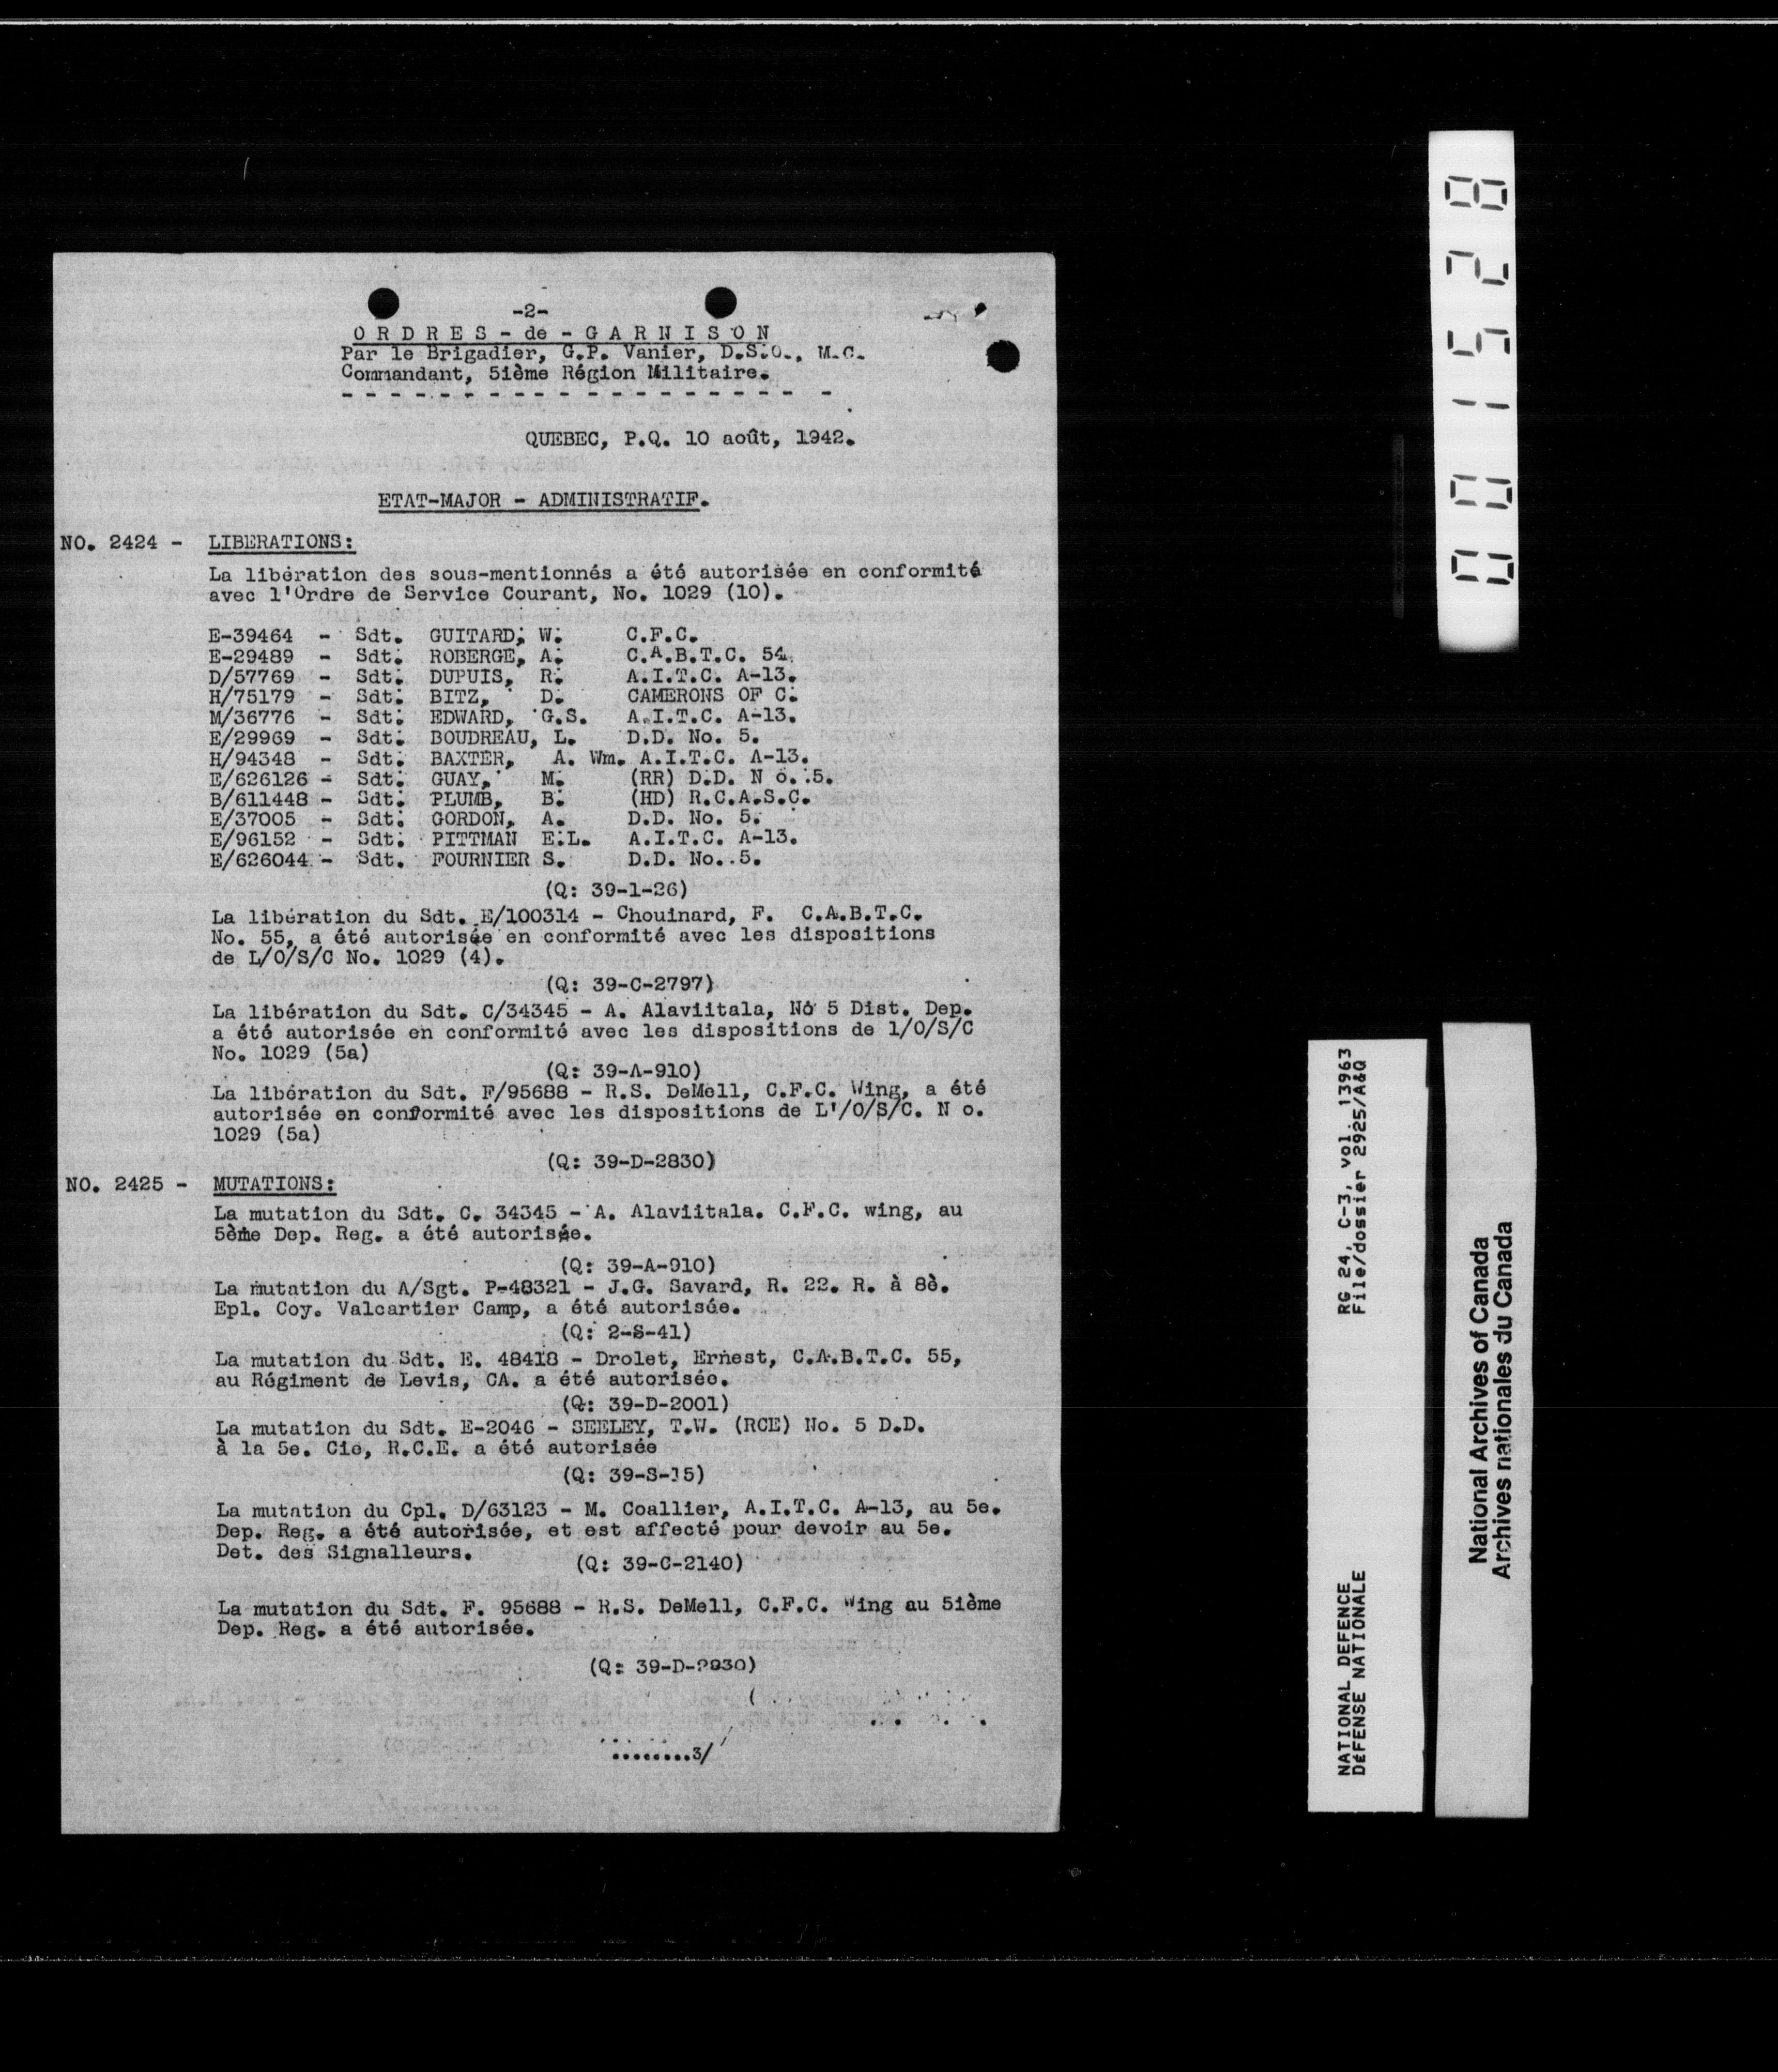 -2-
O R D R E S - de - G A R N I S O N
Par le Brigadier, G.P. Vanier, D.S.O., M.C.
Commandant, 5ième Région Militaire.
- - - - - - - - - - - - - - - - - - - - -
QUEBEC, P.Q. 10 août, 1942.
ETAT-MAJOR - ADMINISTRATIF.
NO. 2424 - LIBERATIONS:
La libération des sous-mentionnés a été autorisée en conformité
avec l'Ordre de Service Courant, No. 1029 (10).
E-39464 - Sdt. GUITARD, W. C.F.C.
E-29489 - Sdt. ROBERGE, A. C.A.B.T.C. 54.
D/57769 - Sdt. DUPUIS, R. A.I.T.C. A-13.
H/75179 - Sdt. BITZ, D. CAMERONS OF C.
M/36776 - Sdt. EDWARD, G.S. A.I.T.C. A-13.
E/29969 - Sdt. BOUDREAU, L. D.D. No. 5.
H/94348 - Sdt. BAXTER, A. Wm. A.I.T.C. A-13.
E/626126 - Sdt. GUAY, M. (RR) D.D. N o. 5.
B/611448 - Sdt. PLUMB, B. (HD) R.C.A.S.C.
E/37005 - Sdt. GORDON, A. D.D. No. 5.
E/96152 - Sdt. PITTMAN E.L. A.I.T.C. A-13.
E/626044 - Sdt. FOURNIER S. D.D. No. 5.
(Q: 39-1-26)
La libération du Sdt. E/100314 - Chouinard, F. C.A.B.T.C.
No. 55, a été autorisée en conformité avec les dispositions
de L/O/S/C No. 1029 (4).
(Q: 39-C-2797)
La libération du Sdt. C/34345 - A. Alaviitala, No 5 Dist. Dep.
a été autorisée en conformité avec les dispositions de l/O/S/C
No. 1029 (5a)
(Q: 39-A-910)
La libération du Sdt. F/95688 - R.S. DeMell, C.F.C. Wing, a été
autorisée en conformité avec les dispositions de L'/O/S/C. N o.
1029 (5a)
(Q: 39-D-2830)
NO. 2425 - MUTATIONS:
La mutation du Sdt. C. 34345 - A. Alaviitala. C.F.C. wing, au
5ème Dep. Reg. a été autorisée.
(Q: 39-A-910)
La mutation du A/Sgt. P-48321 - J.G. Savard, R. 22. R. à 8è.
Epl. Coy. Valcartier Camp, a été autorisée.
(Q: 2-S-41)
La mutation du Sdt. E. 48418 - Drolet, Ernest, C.A.B.T.C. 55,
au Régiment de Levis, CA. a été autorisée.
(Q: 39-D-2001)
La mutation du Sdt. E-2046 - SEELEY, T.W. (RCE) No. 5 D.D.
à la 5e. Cie, R.C.E. a été autorisée
(Q: 39-S-15)
La mutation du Cpl. D/63123 - M. Coallier, A.I.T.C. A-13, au 5e.
Dep. Reg. a été autorisée, et est affecté pour devoir au 5e.
Det. des Signalleurs.
(Q: 39-C-2140)
La mutation du Sdt. F. 95688 - R.S. DeMell, C.F.C. Wing au 5ième
Dep. Reg. a été autorisée.
(Q: 39-D-2830)
........3/
001528
RG 24, C-3, vol. 13963
File/dossier 2925/A&Q
NATIONAL DEFENCE
DÉFENSE NATIONALE
National Archives of Canada
Archives nationales du Canada